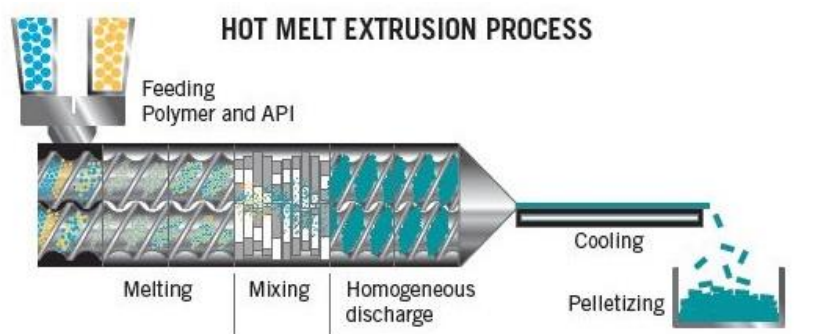 HOT MELT EXTRUSION PROCESS
Feeding
Polymer and API
Melting
Mixing
Homogeneous
discharge
Cooling
Pelletizing